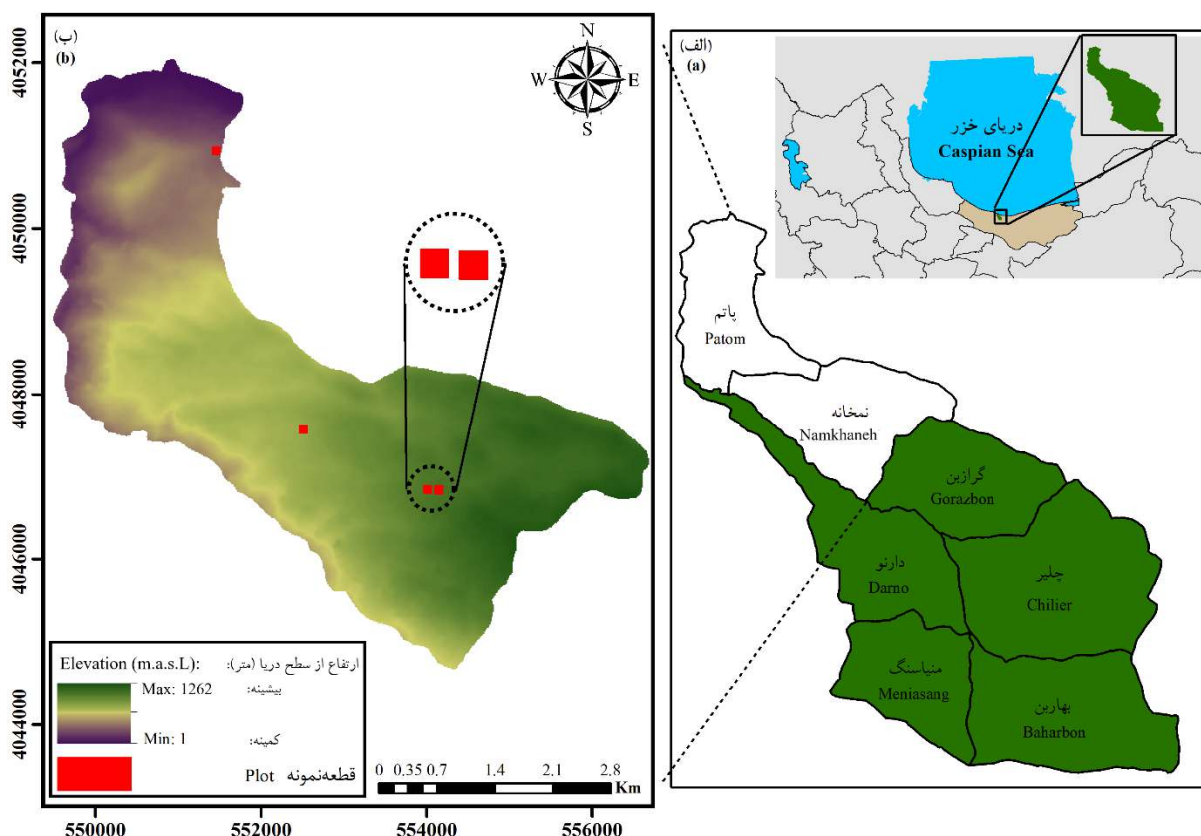 (ب)
(b)
N
W
E
S
4052000
4050000
4048000
4046000
4044000
550000
552000
554000
556000
Elevation (m.a.s.L):
ارتفاع از سطح دریا (متر):
Max: 1262
بیشینه:
Min: 1
کمینه:
Plot
قطعه‌نمونه
0 0.35 0.7 1.4 2.1 2.8
Km
(الف)
(a)
دریای خزر
Caspian Sea
پاتم
Patom
نمخانه
Namkhaneh
گرازبن
Gorazbon
دارنو
Darno
چلیر
Chilier
منیاسنگ
Meniasang
بهاربن
Baharbon